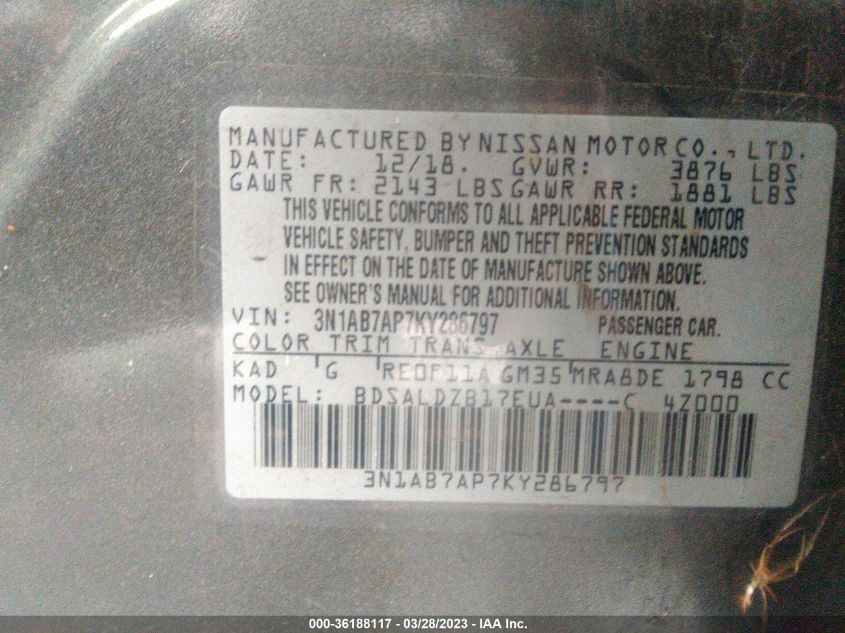 MANUFACTURED BY NISSAN MOTOR CO., LTD.
DATE: 12/18. GVWR: 3876 LBS
GAWR FR: 2143 LBS GAWR RR: 1881 LBS
THIS VEHICLE CONFORMS TO ALL APPLICABLE FEDERAL MOTOR
VEHICLE SAFETY, BUMPER AND THEFT PREVENTION STANDARDS
IN EFFECT ON THE DATE OF MANUFACTURE SHOWN ABOVE.
SEE OWNER'S MANUAL FOR ADDITIONAL INFORMATION.
VIN: 3N1AB7AP7KY286797 PASSENGER CAR.
COLOR TRIM TRANS AXLE ENGINE
KAD G RE0F11A GM35 MRA8DE 1798 CC
MODEL: BDSALDZB17EUA----C 4Z000
3N1AB7AP7KY286797
000-36188117 - 03/28/2023 - IAA Inc.